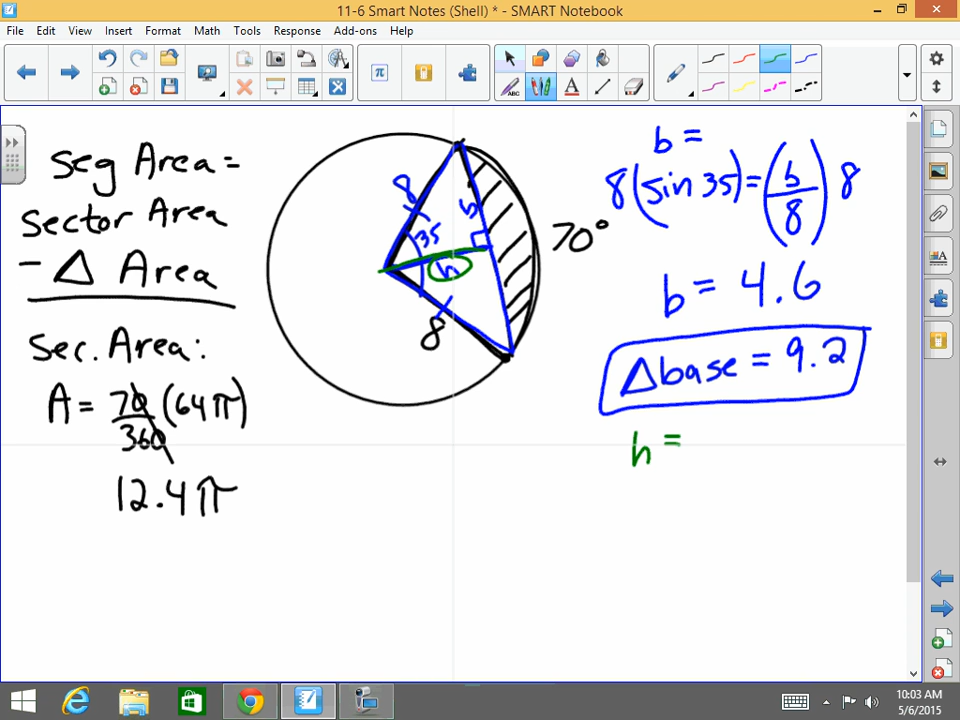 11-6 Smart Notes (Shell) * - SMART Notebook
File Edit View Insert Format Math Tools Response Add-ons Help
Seg Area =
Sector Area
- Δ Area
Sec. Area:
A = 70/360 (64π)
12.4π
8
35
b
h
8
70°
b =
8(sin 35) = (b/8) 8
b = 4.6
Δbase = 9.2
h =
10:03 AM
5/6/2015